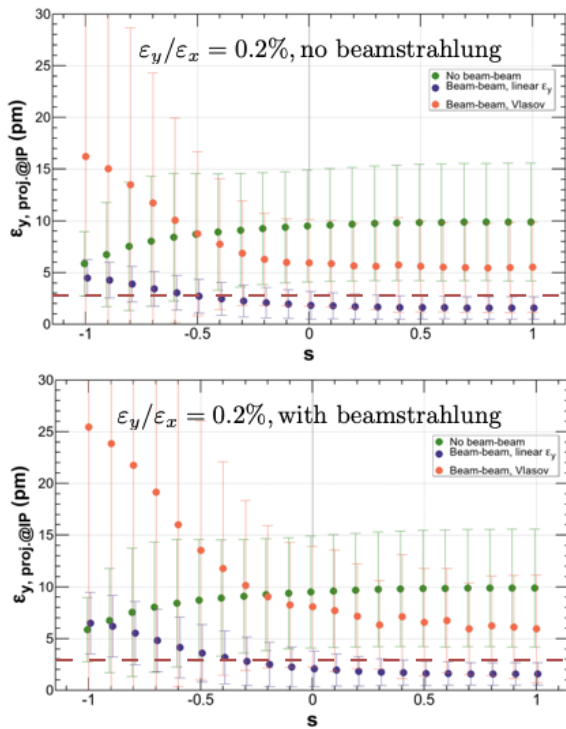 30
25
20
15
10
5
0
εy, proj.@IP (pm)
εy/εx = 0.2%, no beamstrahlung
No beam-beam
Beam-beam, linear εy
Beam-beam, Vlasov
-1
-0.5
0
0.5
1
s
30
25
20
15
10
5
0
εy, proj.@IP (pm)
εy/εx = 0.2%, with beamstrahlung
No beam-beam
Beam-beam, linear εy
Beam-beam, Vlasov
-1
-0.5
0
0.5
1
s